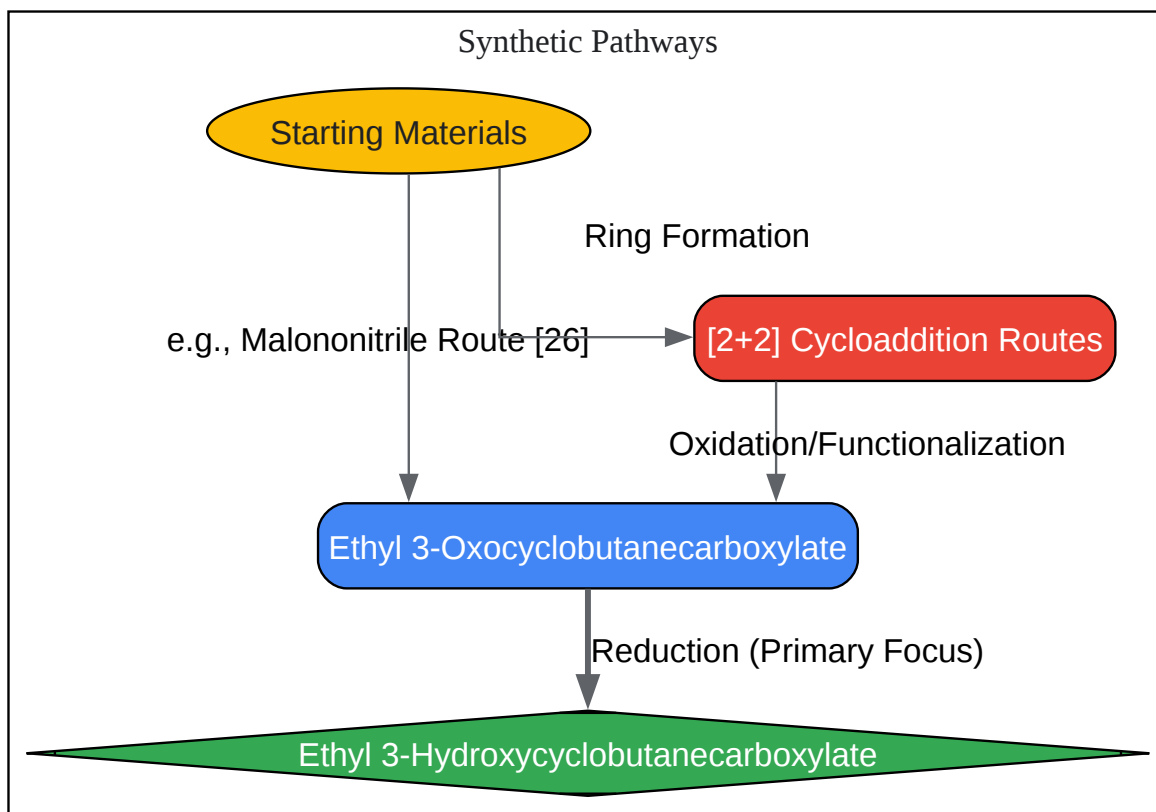 Synthetic Pathways
Starting Materials
Ring Formation
e.g., Malononitrile Route [26]
[2+2] Cycloaddition Routes
Oxidation/Functionalization
Ethyl 3-Oxocyclobutanecarboxylate
Reduction (Primary Focus)
Ethyl 3-Hydroxycyclobutanecarboxylate